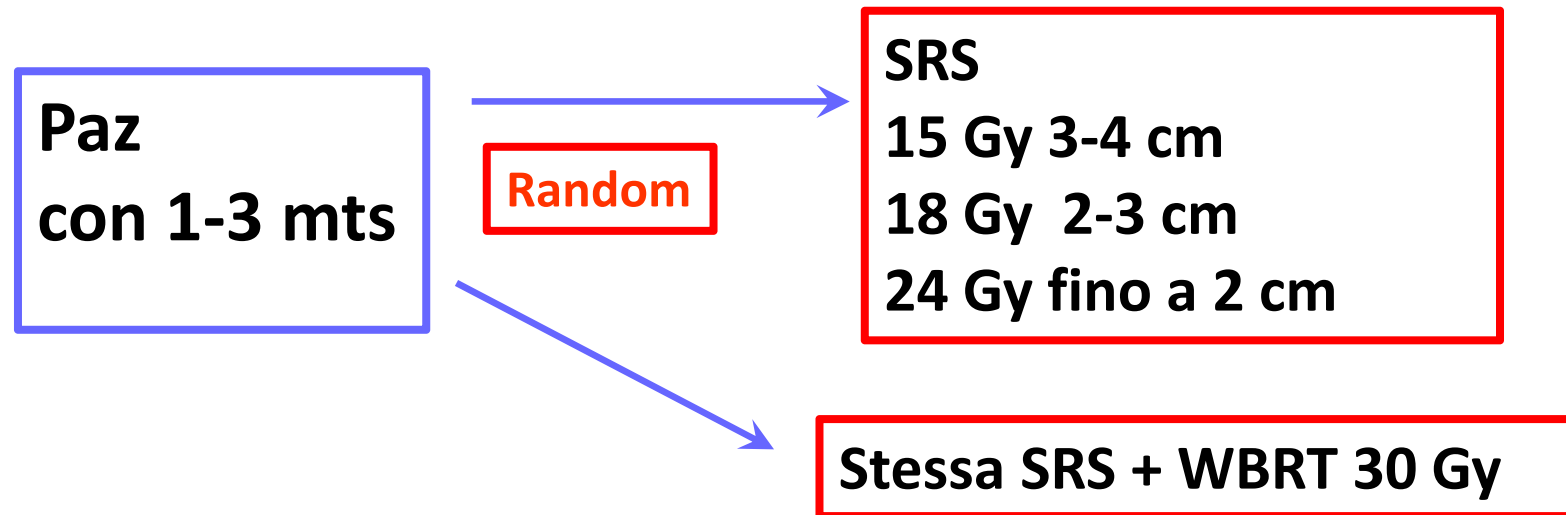 Paz
con 1-3 mts
Random
SRS
15 Gy 3-4 cm
18 Gy  2-3 cm
24 Gy fino a 2 cm
Stessa SRS + WBRT 30 Gy